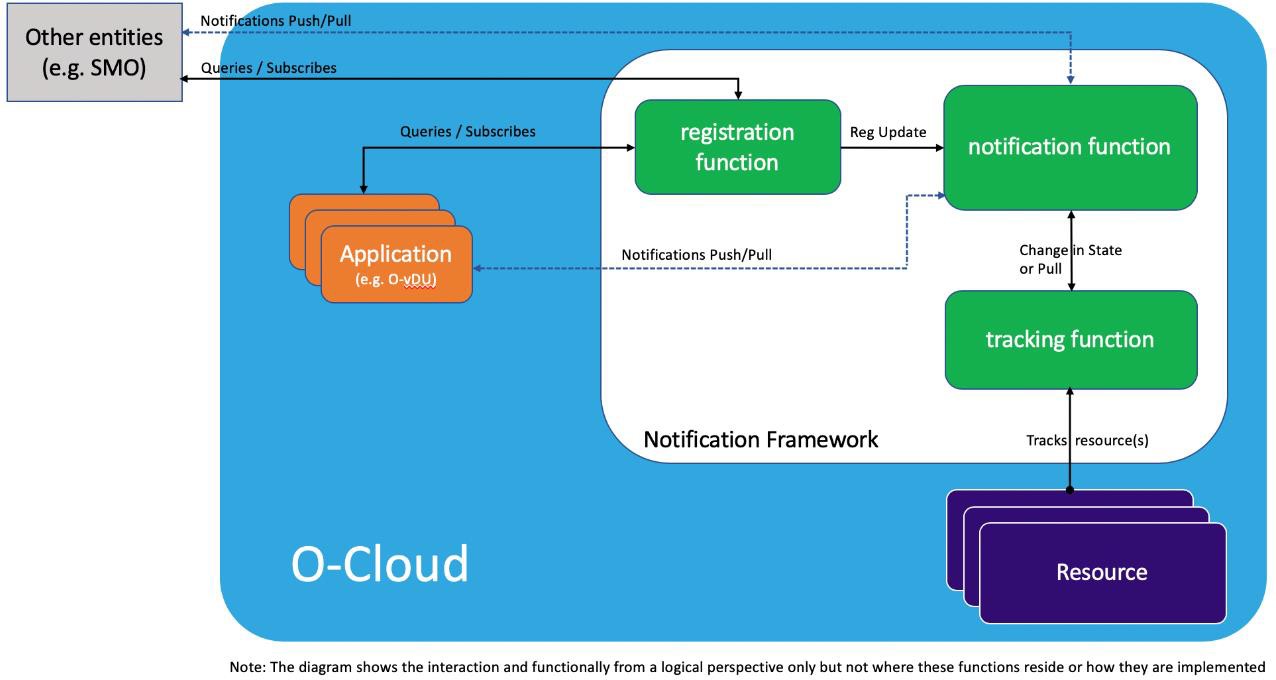 Other entities
(e.g. SMO)
Notifications Push/Pull
Queries / Subscribes
Queries / Subscribes
registration
function
Reg Update
notification function
Application
(e.g. O-vDU)
Notifications Push/Pull
Change in State
or Pull
tracking function
Notification Framework
Tracks resource(s)
O-Cloud
Resource
Note: The diagram shows the interaction and functionally from a logical perspective only but not where these functions reside or how they are implemented